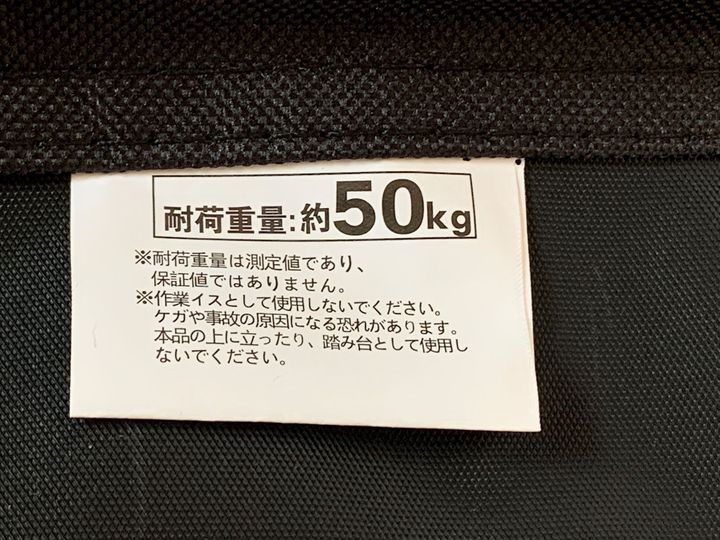 耐荷重量:約50kg
※耐荷重量は測定値であり、
保証値ではありません。
※作業イスとして使用しないでください。
ケガや事故の原因になる恐れがあります。
本品の上に立ったり、踏み台として使用し
ないでください。